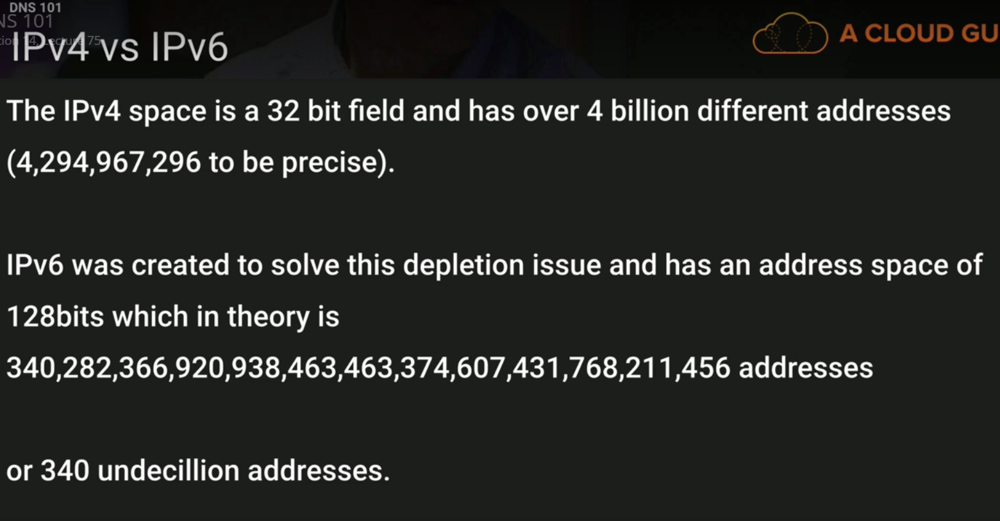 DNS 101
NS 101
tion 14, Lecture 75
IPv4 vs IPv6
A CLOUD GU
The IPv4 space is a 32 bit field and has over 4 billion different addresses
(4,294,967,296 to be precise).
IPv6 was created to solve this depletion issue and has an address space of
128bits which in theory is
340,282,366,920,938,463,463,374,607,431,768,211,456 addresses
or 340 undecillion addresses.